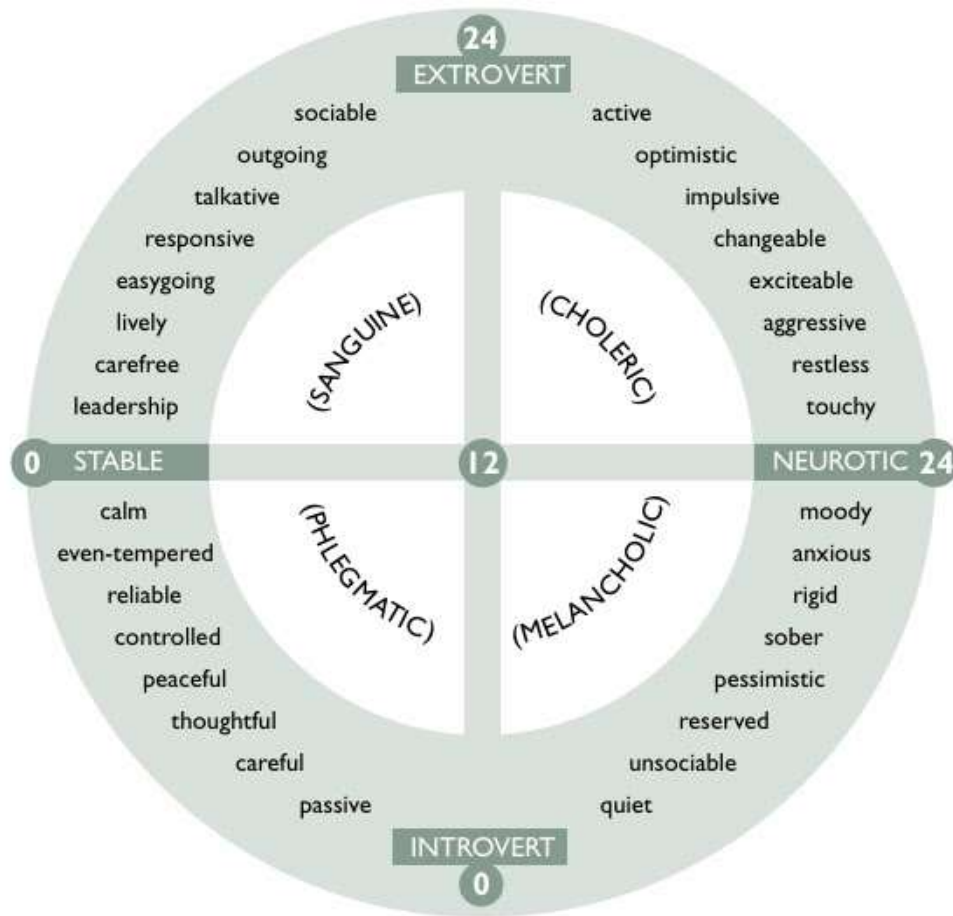 24
EXTROVERT
sociable
active
outgoing
optimistic
talkative
impulsive
responsive
changeable
easygoing
exciteable
lively
aggressive
carefree
restless
leadership
touchy
(SANGUINE)
(CHOLERIC)
0 STABLE
12
NEUROTIC 24
(PHLEGMATIC)
(MELANCHOLIC)
calm
moody
even-tempered
anxious
reliable
rigid
controlled
sober
peaceful
pessimistic
thoughtful
reserved
careful
unsociable
passive
quiet
INTROVERT
0